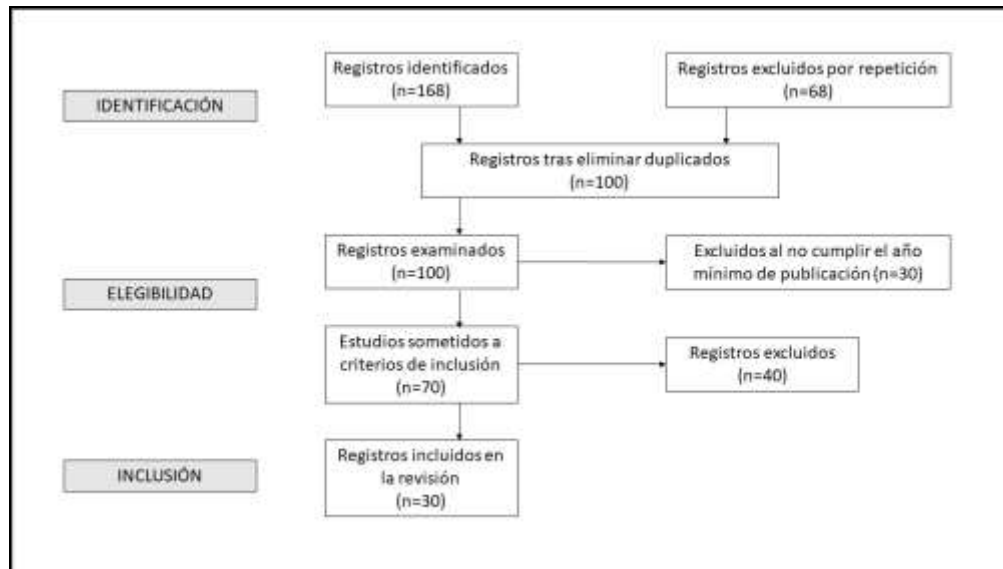 Registros identificados
(n=168)
Registros excluidos por repetición
(n=68)
IDENTIFICACIÓN
Registros tras eliminar duplicados
(n=100)
Registros examinados
(n=100)
Excluidos al no cumplir el año
mínimo de publicación (n=30)
ELEGIBILIDAD
Estudios sometidos a
criterios de inclusión
(n=70)
Registros excluidos
(n=40)
INCLUSIÓN
Registros incluidos en
la revisión
(n=30)